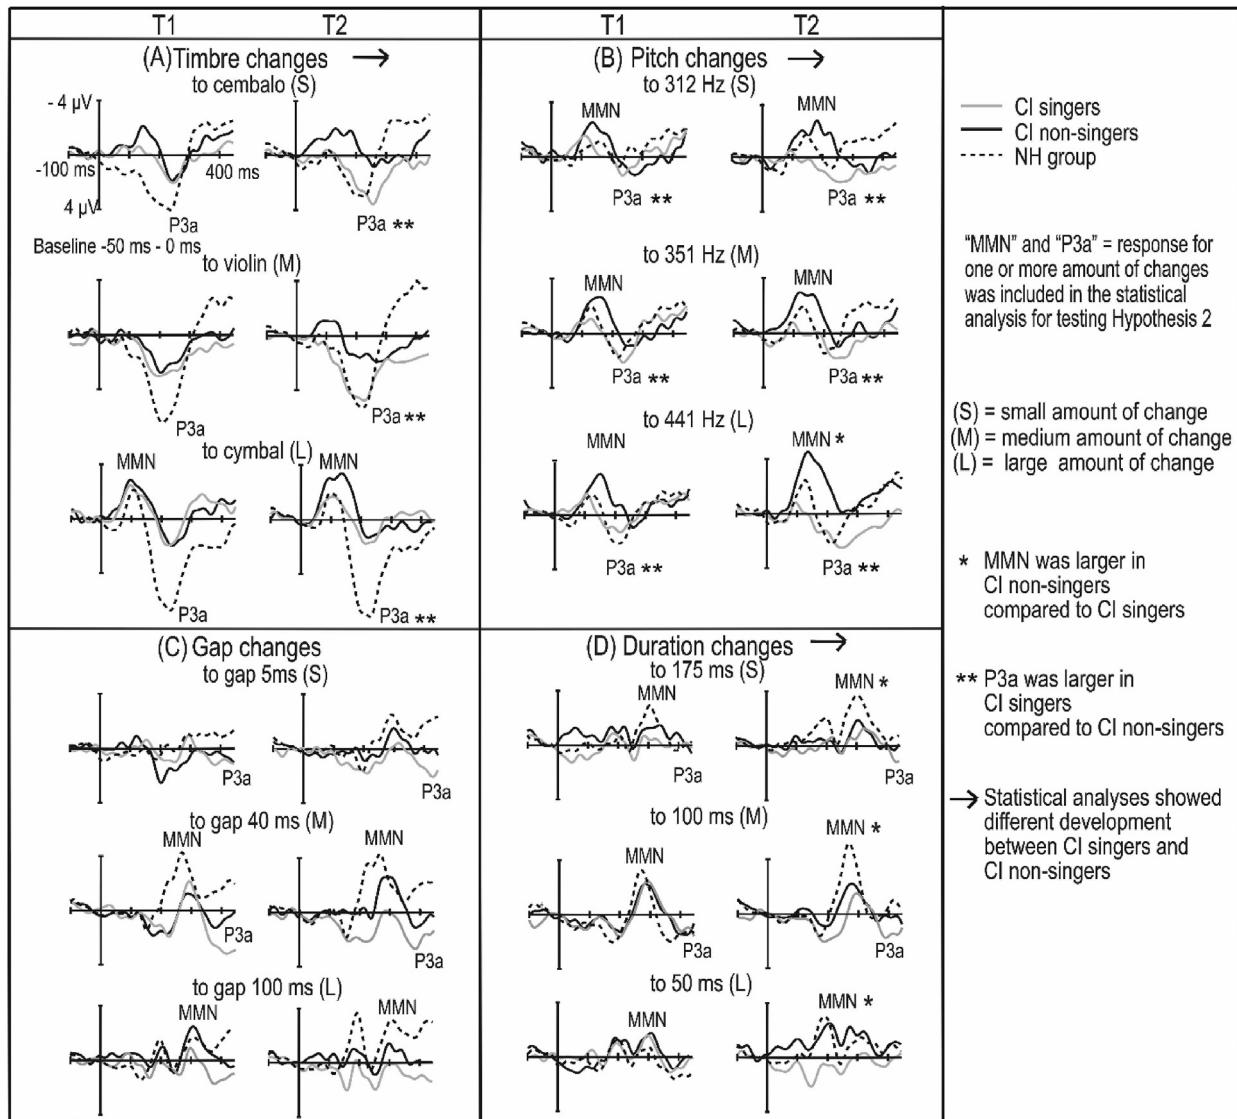 T1 T2 T1 T2
(A) Timbre changes →
to cembalo (S)
- 4 µV
-100 ms
400 ms
4 µV
P3a
P3a **
Baseline -50 ms - 0 ms
to violin (M)
P3a
P3a **
to cymbal (L)
MMN MMN
P3a
P3a **
(B) Pitch changes →
to 312 Hz (S)
MMN MMN
P3a ** P3a **
to 351 Hz (M)
MMN MMN
P3a ** P3a **
to 441 Hz (L)
MMN MMN *
P3a ** P3a **
(C) Gap changes
to gap 5ms (S)
P3a P3a
to gap 40 ms (M)
MMN MMN
P3a P3a
to gap 100 ms (L)
MMN MMN
(D) Duration changes →
to 175 ms (S)
MMN MMN *
P3a P3a
to 100 ms (M)
MMN MMN *
P3a
to 50 ms (L)
MMN MMN *
CI singers
CI non-singers
NH group
“MMN” and “P3a” = response for
one or more amount of changes
was included in the statistical
analysis for testing Hypothesis 2
(S) = small amount of change
(M) = medium amount of change
(L) = large amount of change
* MMN was larger in
CI non-singers
compared to CI singers
** P3a was larger in
CI singers
compared to CI non-singers
→ Statistical analyses showed
different development
between CI singers and
CI non-singers